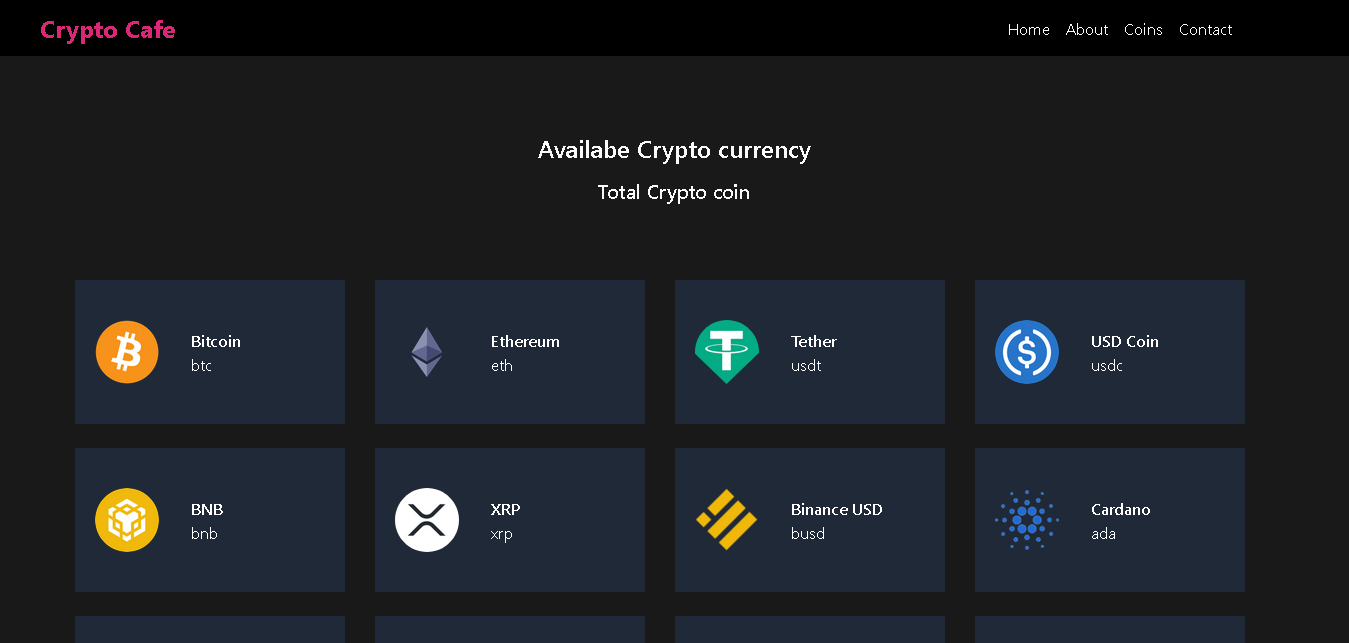 Crypto Cafe
Home About Coins Contact
Availabe Crypto currency
Total Crypto coin
Bitcoin
btc
Ethereum
eth
Tether
usdt
USD Coin
usdc
BNB
bnb
XRP
xrp
Binance USD
busd
Cardano
ada